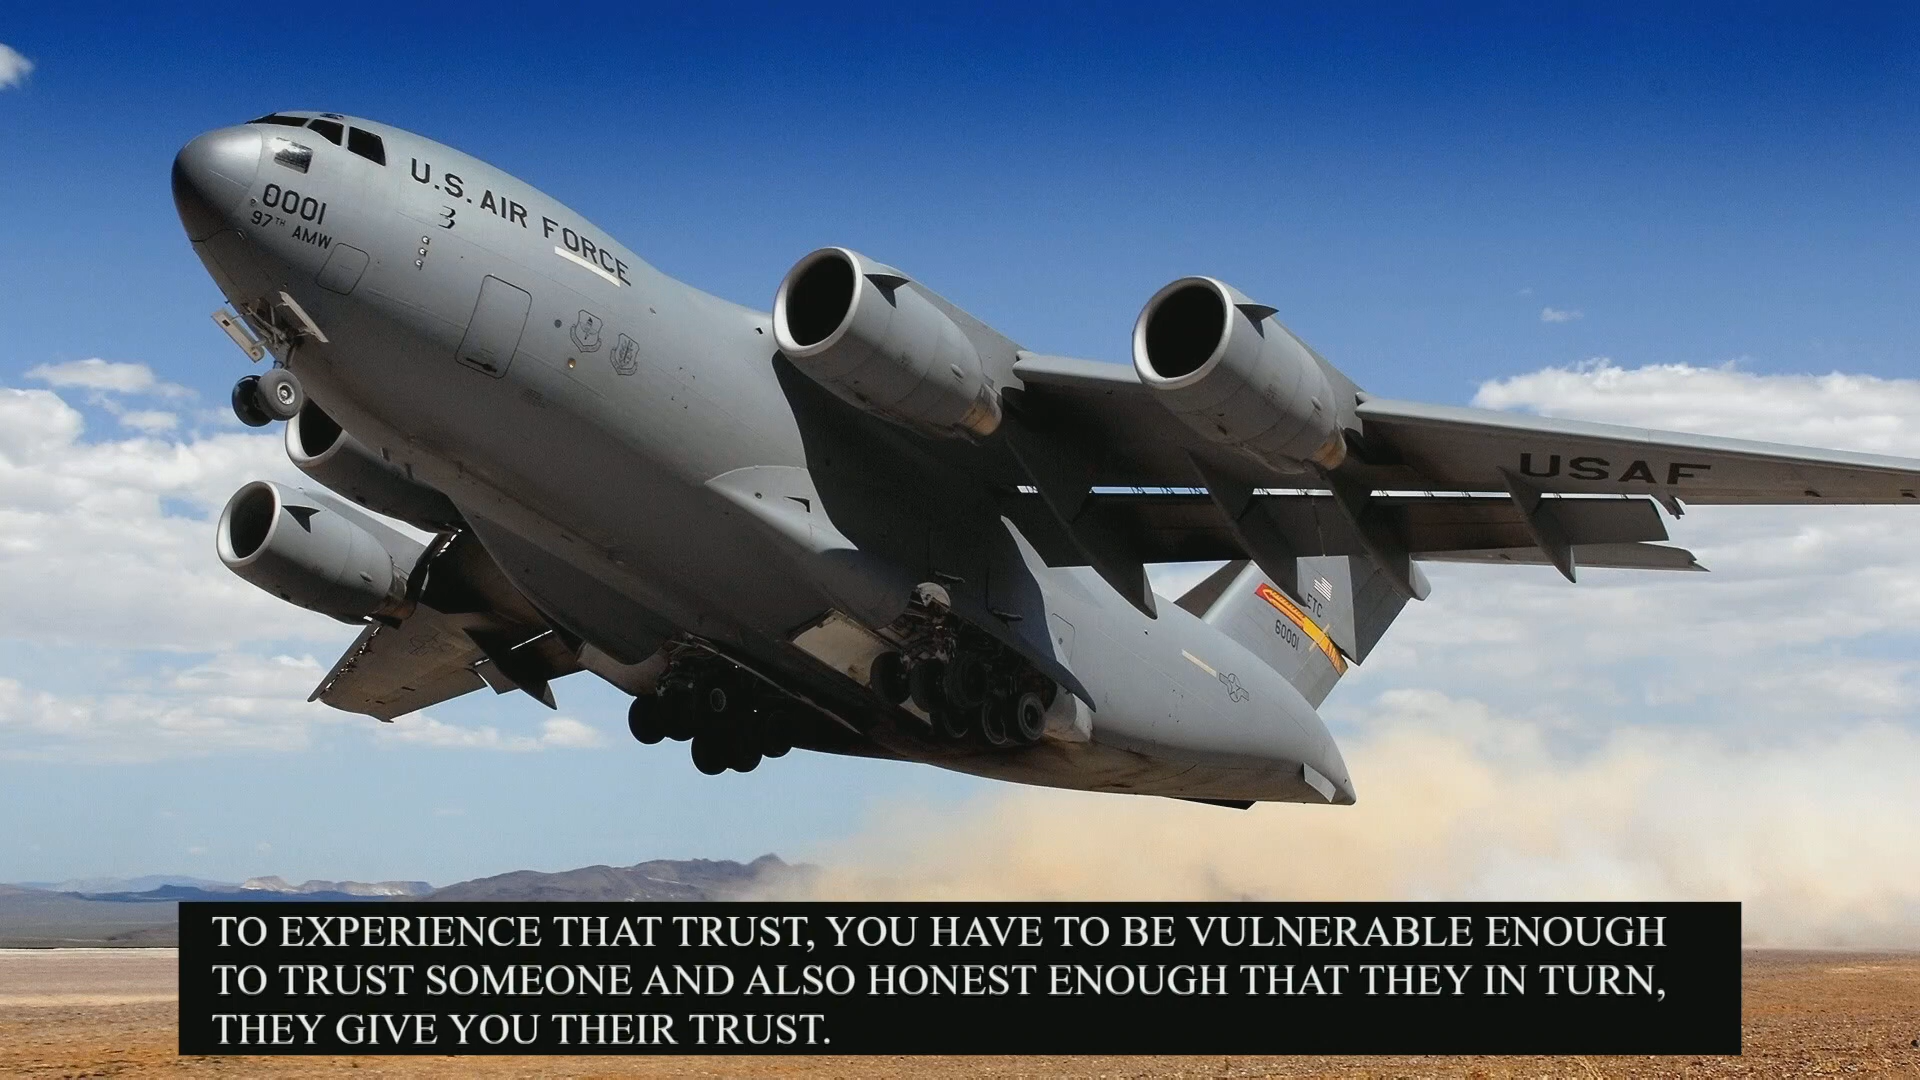 U.S. AIR FORCE
3
0001
97TH AMW
USAF
ETC
60001
TO EXPERIENCE THAT TRUST, YOU HAVE TO BE VULNERABLE ENOUGH
TO TRUST SOMEONE AND ALSO HONEST ENOUGH THAT THEY IN TURN,
THEY GIVE YOU THEIR TRUST.